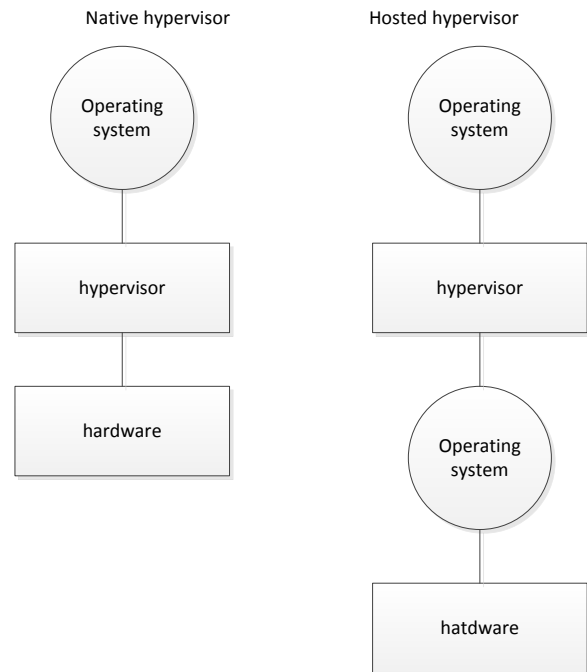 Native hypervisor
Operating
system
hypervisor
hardware
Hosted hypervisor
Operating
system
hypervisor
Operating
system
hatdware